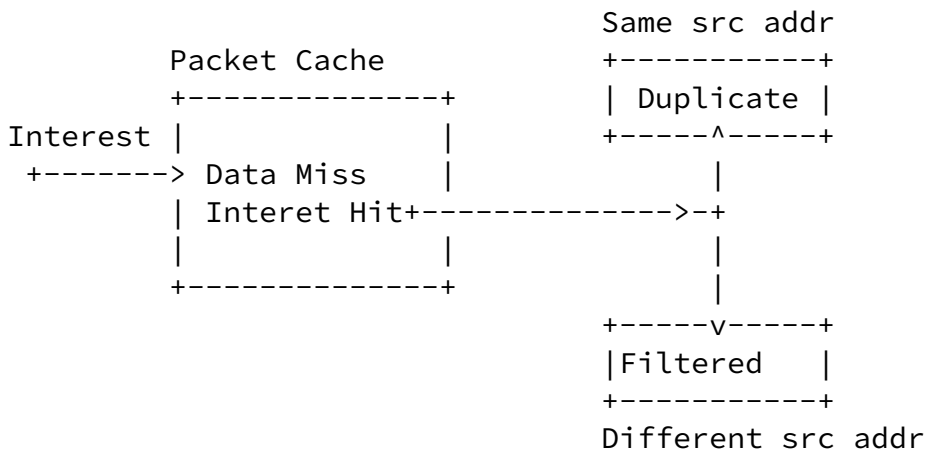 Same src addr
Packet Cache +-----------+
+--------------+ | Duplicate |
Interest | | +-----^-----+
+-------> Data Miss | |
| Interet Hit+-------------->-+
| | |
+--------------+ |
+-----v-----+
|Filtered |
+-----------+
Different src addr